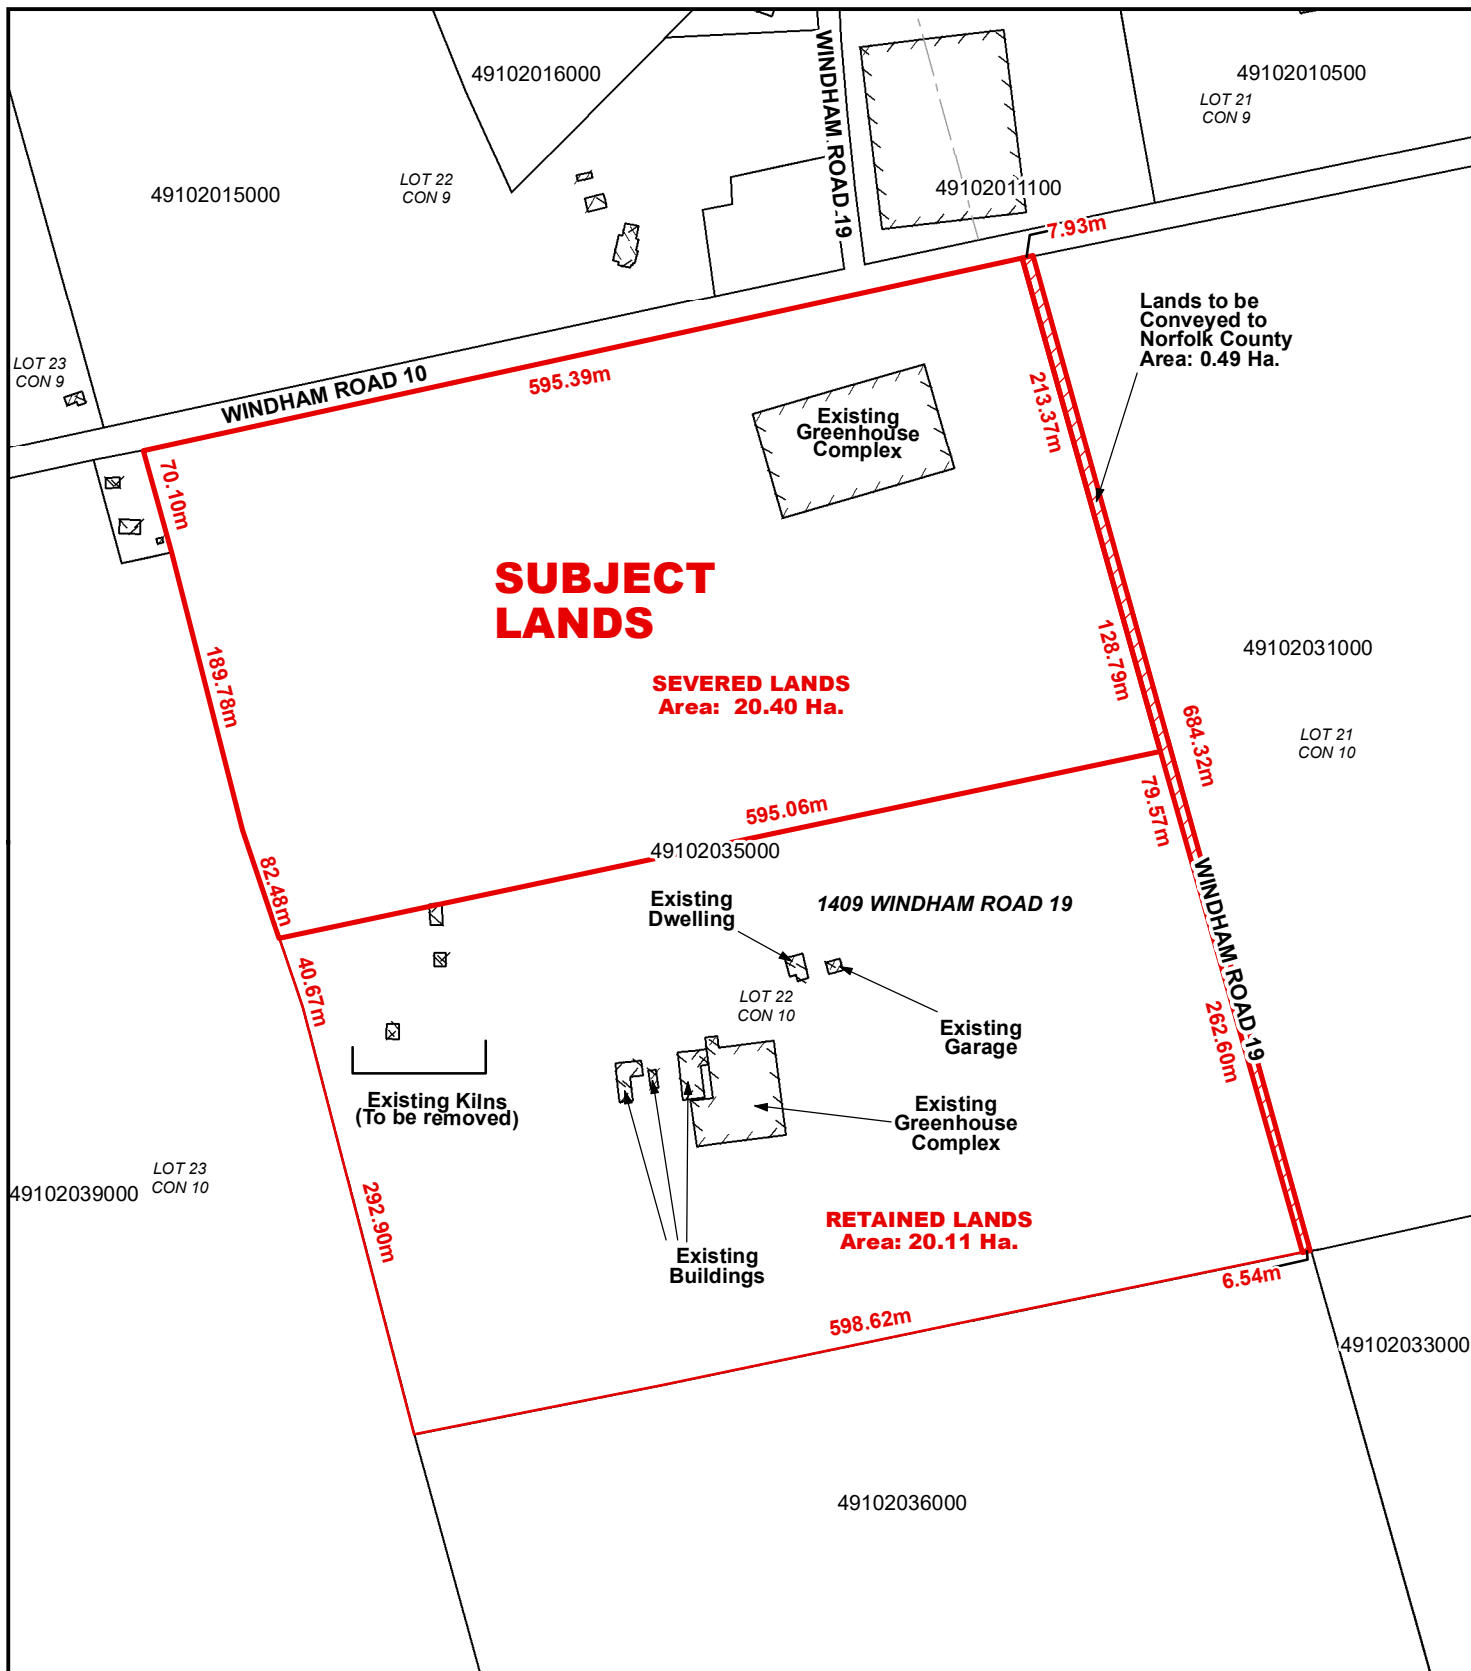 49102016000
WINDHAM ROAD 19
49102010500
LOT 21
CON 9
49102015000
LOT 22
CON 9
49102011100
7.93m
Lands to be
Conveyed to
Norfolk County
Area: 0.49 Ha.
LOT 23
CON 9
WINDHAM ROAD 10
595.39m
213.37m
Existing
Greenhouse
Complex
70.10m
SUBJECT
LANDS
189.78m
128.79m
49102031000
SEVERED LANDS
Area: 20.40 Ha.
684.32m
LOT 21
CON 10
595.06m
79.57m
49102035000
82.48m
Existing
Dwelling
1409 WINDHAM ROAD 19
WINDHAM ROAD 19
40.67m
LOT 22
CON 10
Existing
Garage
262.60m
Existing Kilns
(To be removed)
Existing
Greenhouse
Complex
LOT 23
CON 10
49102039000
292.90m
RETAINED LANDS
Area: 20.11 Ha.
Existing
Buildings
6.54m
598.62m
49102033000
49102036000